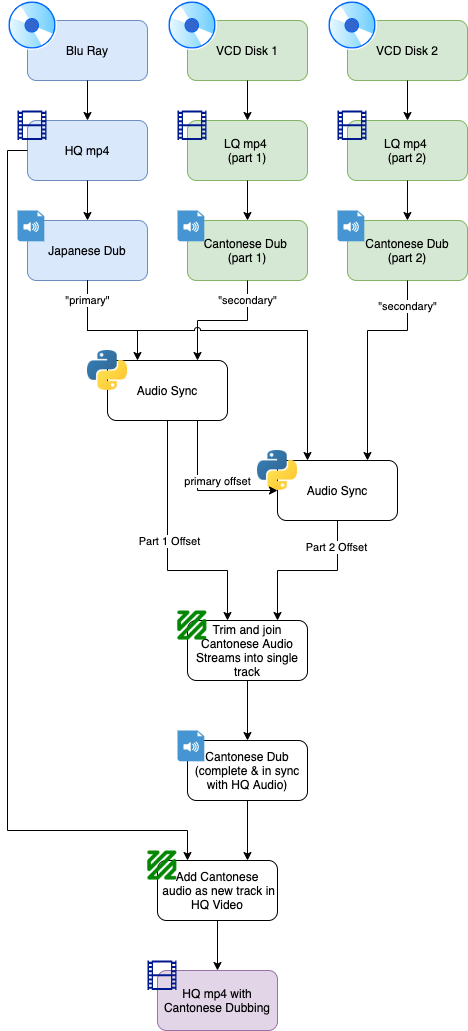 Blu Ray
VCD Disk 1
VCD Disk 2
HQ mp4
LQ mp4
(part 1)
LQ mp4
(part 2)
Japanese Dub
Cantonese Dub
(part 1)
Cantonese Dub
(part 2)
"primary"
"secondary"
"secondary"
Audio Sync
primary offset
Audio Sync
Part 1 Offset
Part 2 Offset
Trim and join
Cantonese Audio
Streams into single
track
Cantonese Dub
(complete & in sync
with HQ Audio)
Add Cantonese
audio as new track in
HQ Video
HQ mp4 with
Cantonese Dubbing